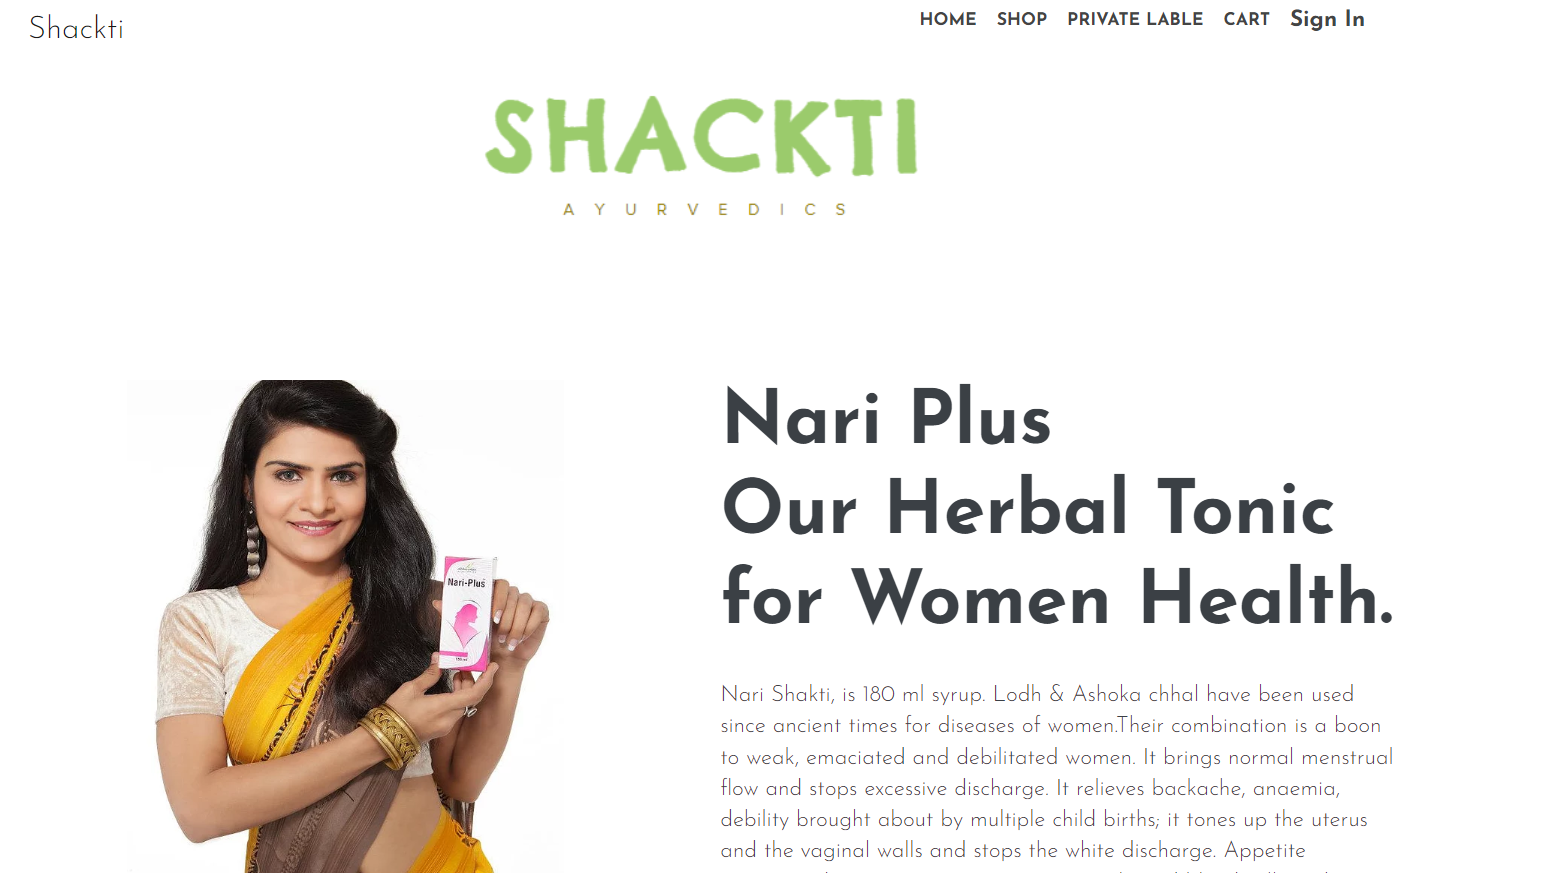 Shackti
HOME SHOP PRIVATE LABLE CART Sign In
SHACKTI
AYURVEDICS
Nari-Plus
Nari Plus
Our Herbal Tonic
for Women Health.
Nari Shakti, is 180 ml syrup. Lodh & Ashoka chhal have been used
since ancient times for diseases of women.Their combination is a boon
to weak, emaciated and debilitated women. It brings normal menstrual
flow and stops excessive discharge. It relieves backache, anaemia,
debility brought about by multiple child births; it tones up the uterus
and the vaginal walls and stops the white discharge. Appetite